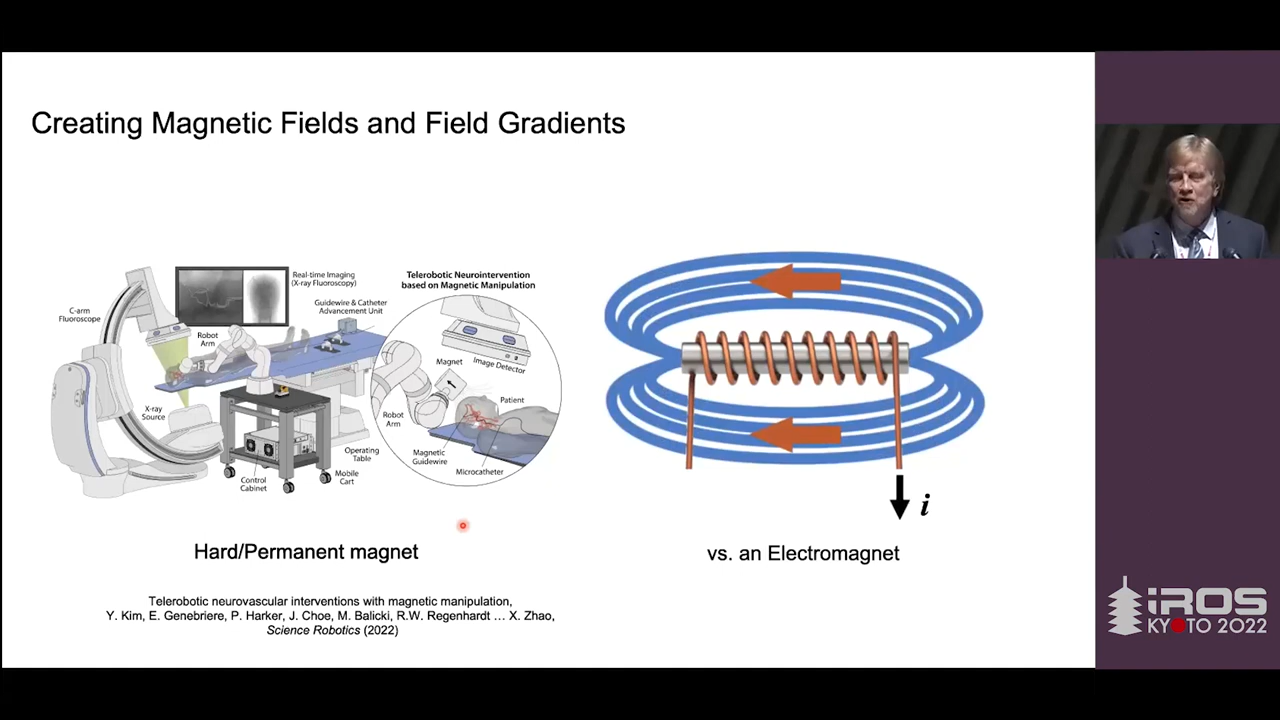 Creating Magnetic Fields and Field Gradients
Real-time Imaging
(X-ray Fluoroscopy)
Telerobotic Neurointervention
based on Magnetic Manipulation
C-arm
Fluoroscope
Guidewire & Catheter
Advancement Unit
Robot
Arm
Magnet
Image Detector
X-ray
Source
Robot
Arm
Patient
Magnetic
Guidewire
Microcatheter
Operating
Table
Mobile
Cart
Control
Cabinet
i
Hard/Permanent magnet
vs. an Electromagnet
Telerobotic neurovascular interventions with magnetic manipulation,
Y. Kim, E. Genebriere, P. Harker, J. Choe, M. Balicki, R.W. Regenhardt … X. Zhao,
Science Robotics (2022)
iROS
KYOTO 2022